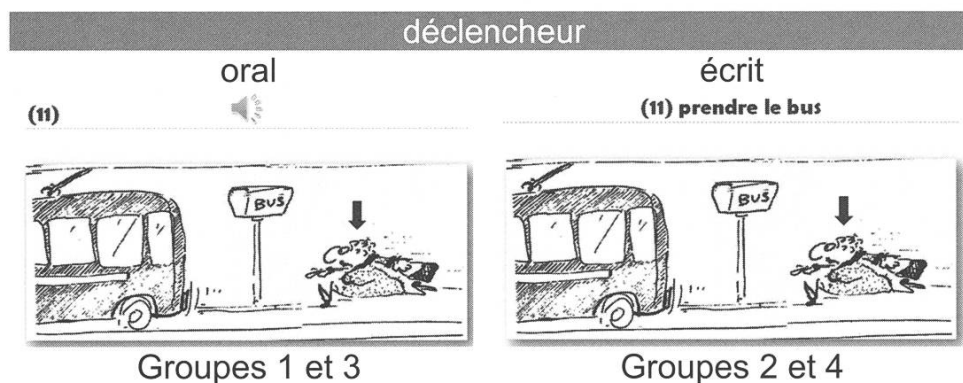 déclencheur
oral
écrit
(11)
(11) prendre le bus
BUS
BUS
Groupes 1 et 3
Groupes 2 et 4